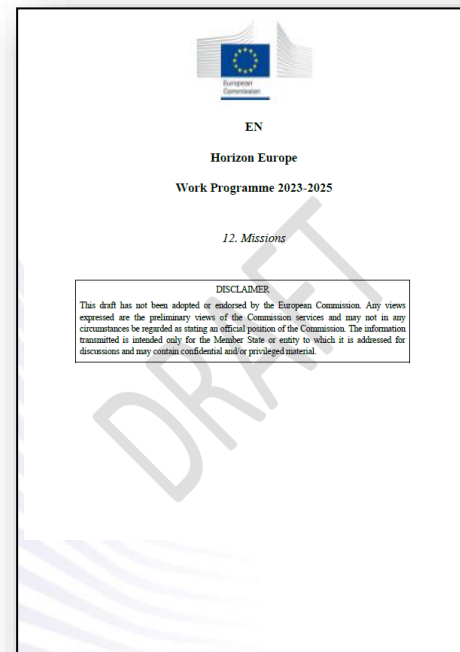 European
Commission
EN
Horizon Europe
Work Programme 2023-2025
12. Missions
DISCLAIMER
This draft has not been adopted or endorsed by the European Commission. Any views
expressed are the preliminary views of the Commission services and may not in any
circumstances be regarded as stating an official position of the Commission. The information
transmitted is intended only for the Member State or entity to which it is addressed for
discussions and may contain confidential and/or privileged material.
DRAFT